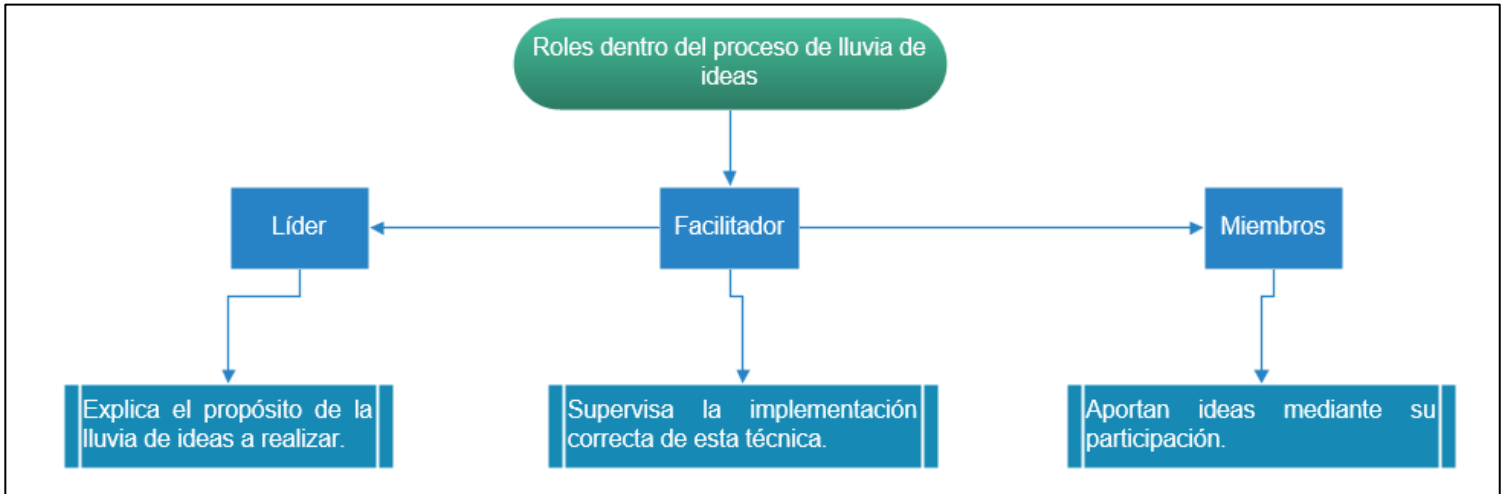 Roles dentro del proceso de lluvia de
ideas
Líder
Facilitador
Miembros
Explica el propósito de la
lluvia de ideas a realizar.
Supervisa la implementación
correcta de esta técnica.
Aportan ideas mediante su
participación.